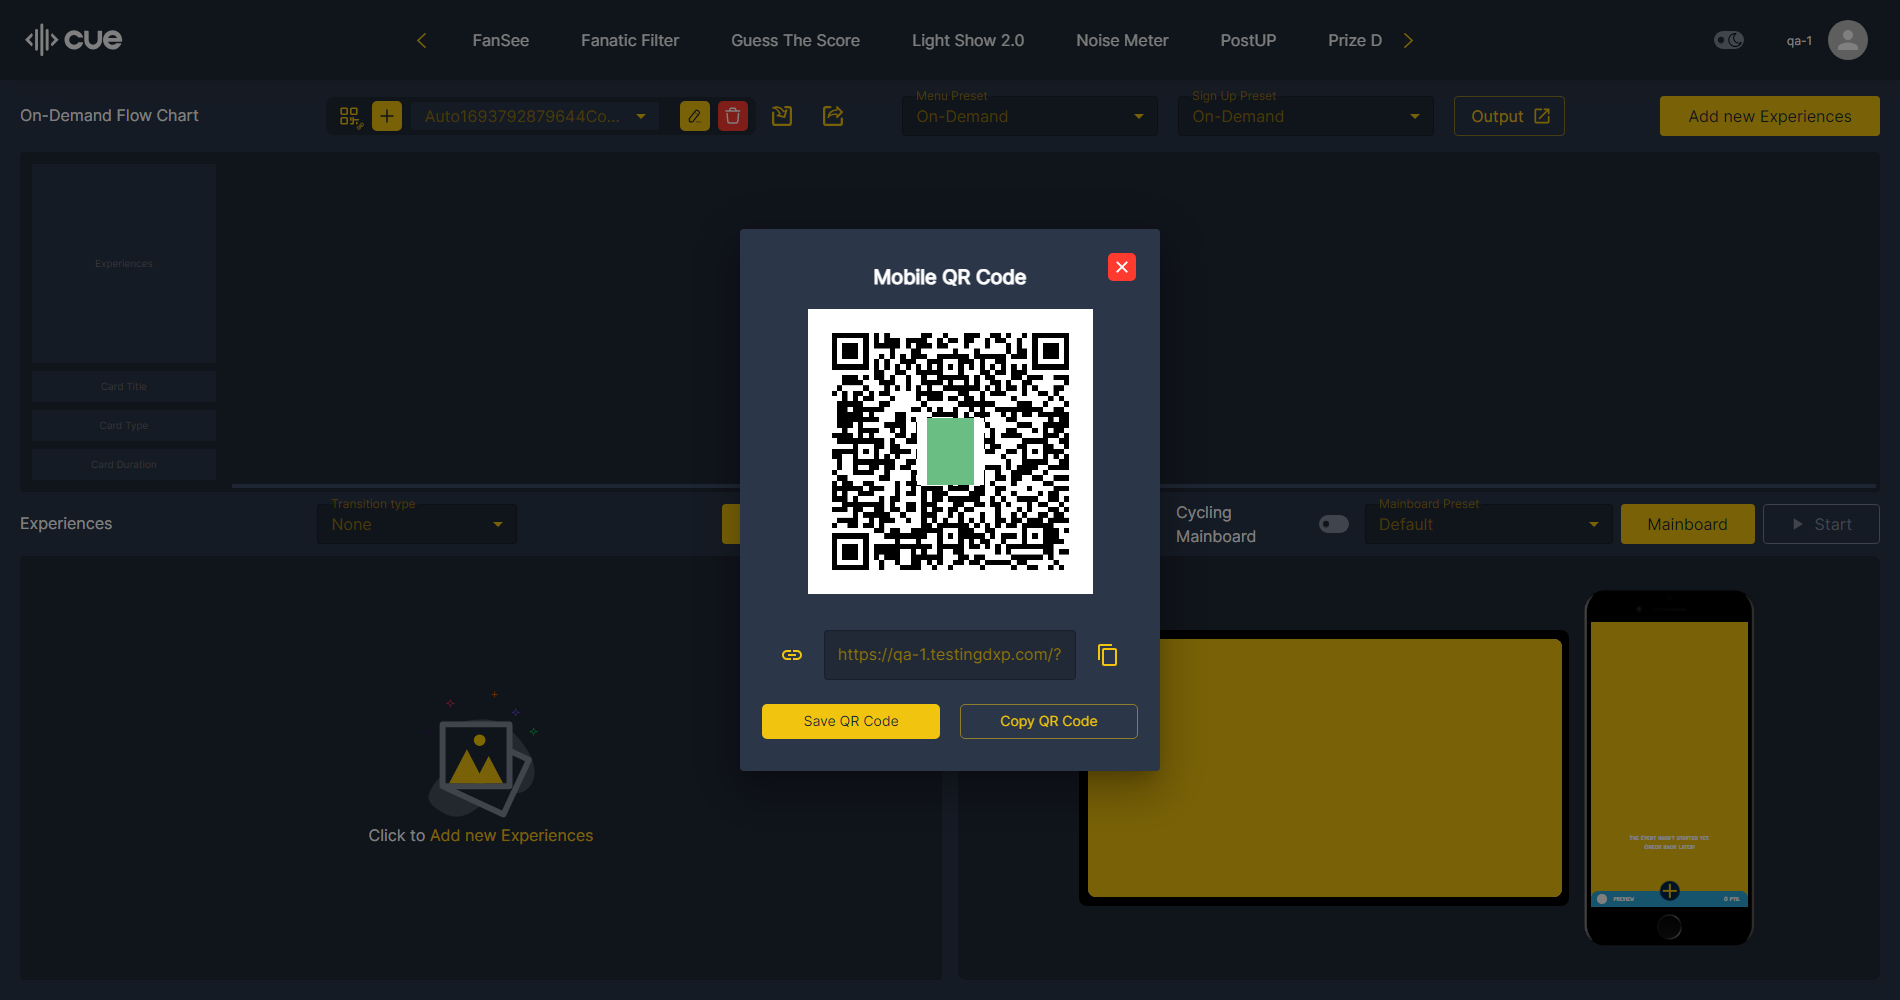 cue
FanSee
Fanatic Filter
Guess The Score
Light Show 2.0
Noise Meter
PostUP
Prize D
qa-1
On-Demand Flow Chart
Auto1693792879644Co...
Menu Preset
On-Demand
Sign Up Preset
On-Demand
Output
Add new Experiences
Experiences
Card Title
Card Type
Card Duration
Mobile QR Code
https://qa-1.testingdxp.com/?
Save QR Code
Copy QR Code
Experiences
Transition type
None
Cycling
Mainboard
Mainboard Preset
Default
Mainboard
Start
Click to Add new Experiences
The Event hasn't started yet.
Check back later!
PREVIEW
0 PTS.